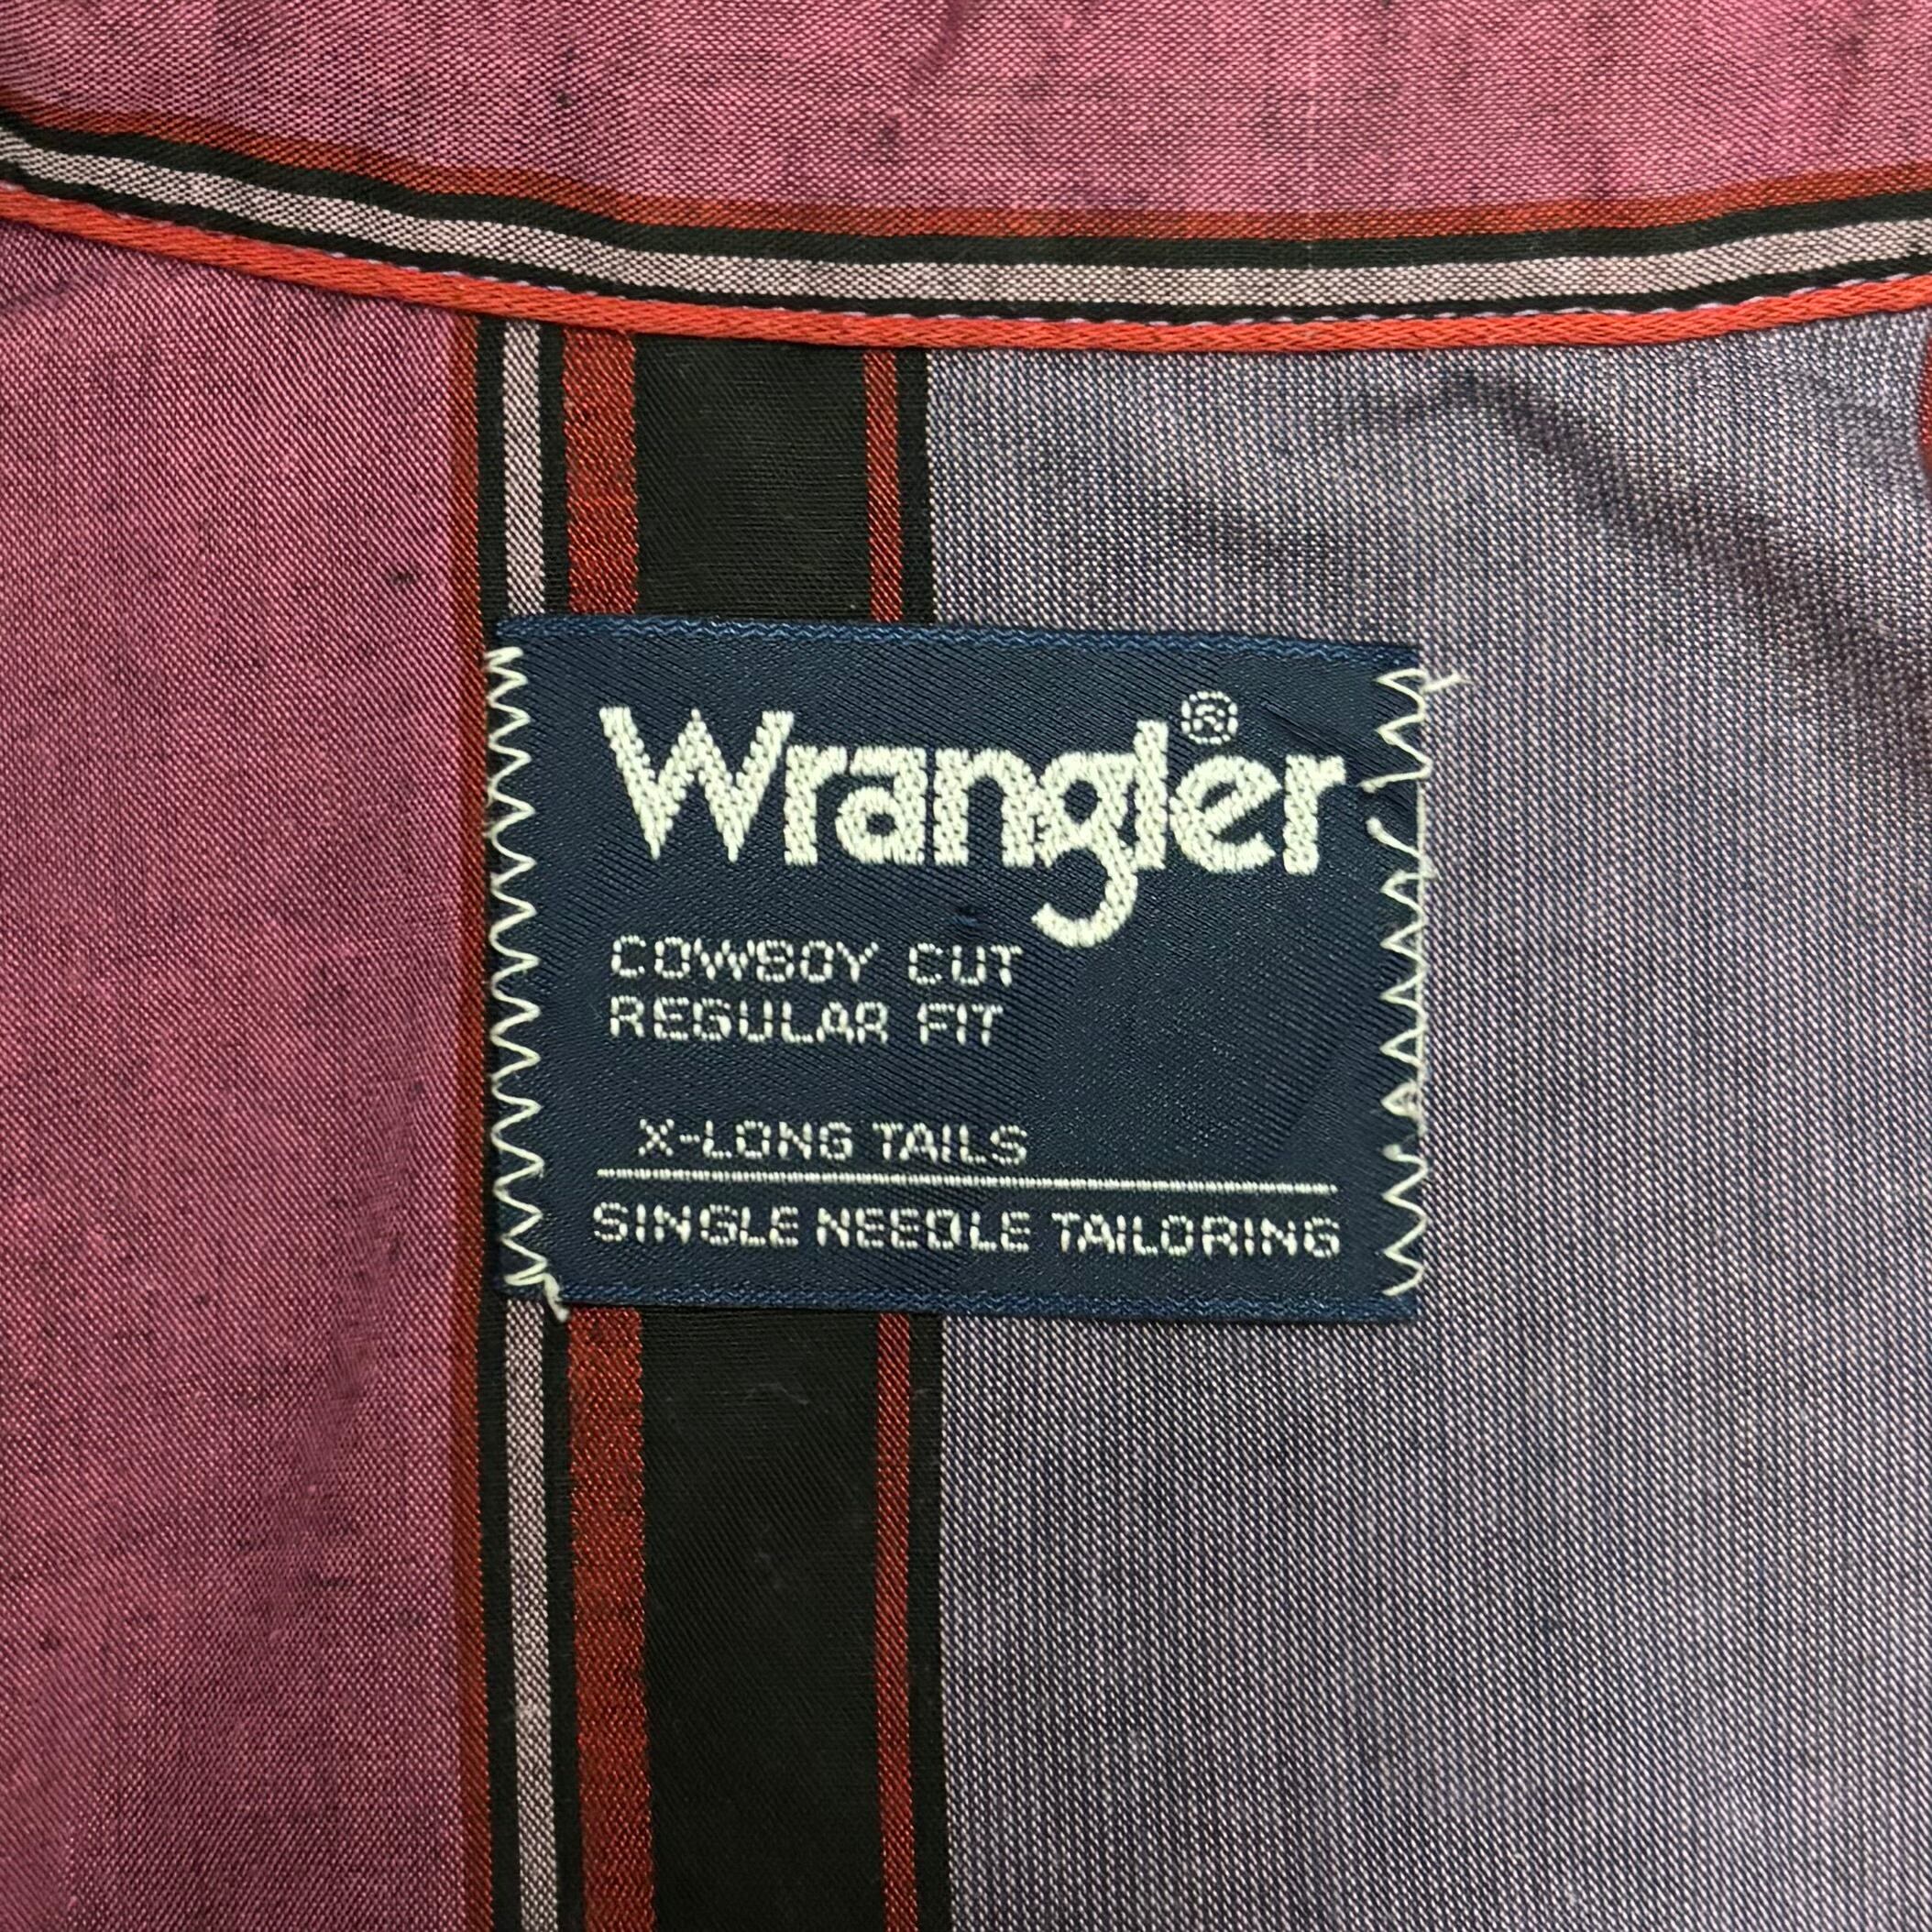 Wrangler®
COWBOY CUT
REGULAR FIT
X-LONG TAILS
SINGLE NEEDLE TAILORING